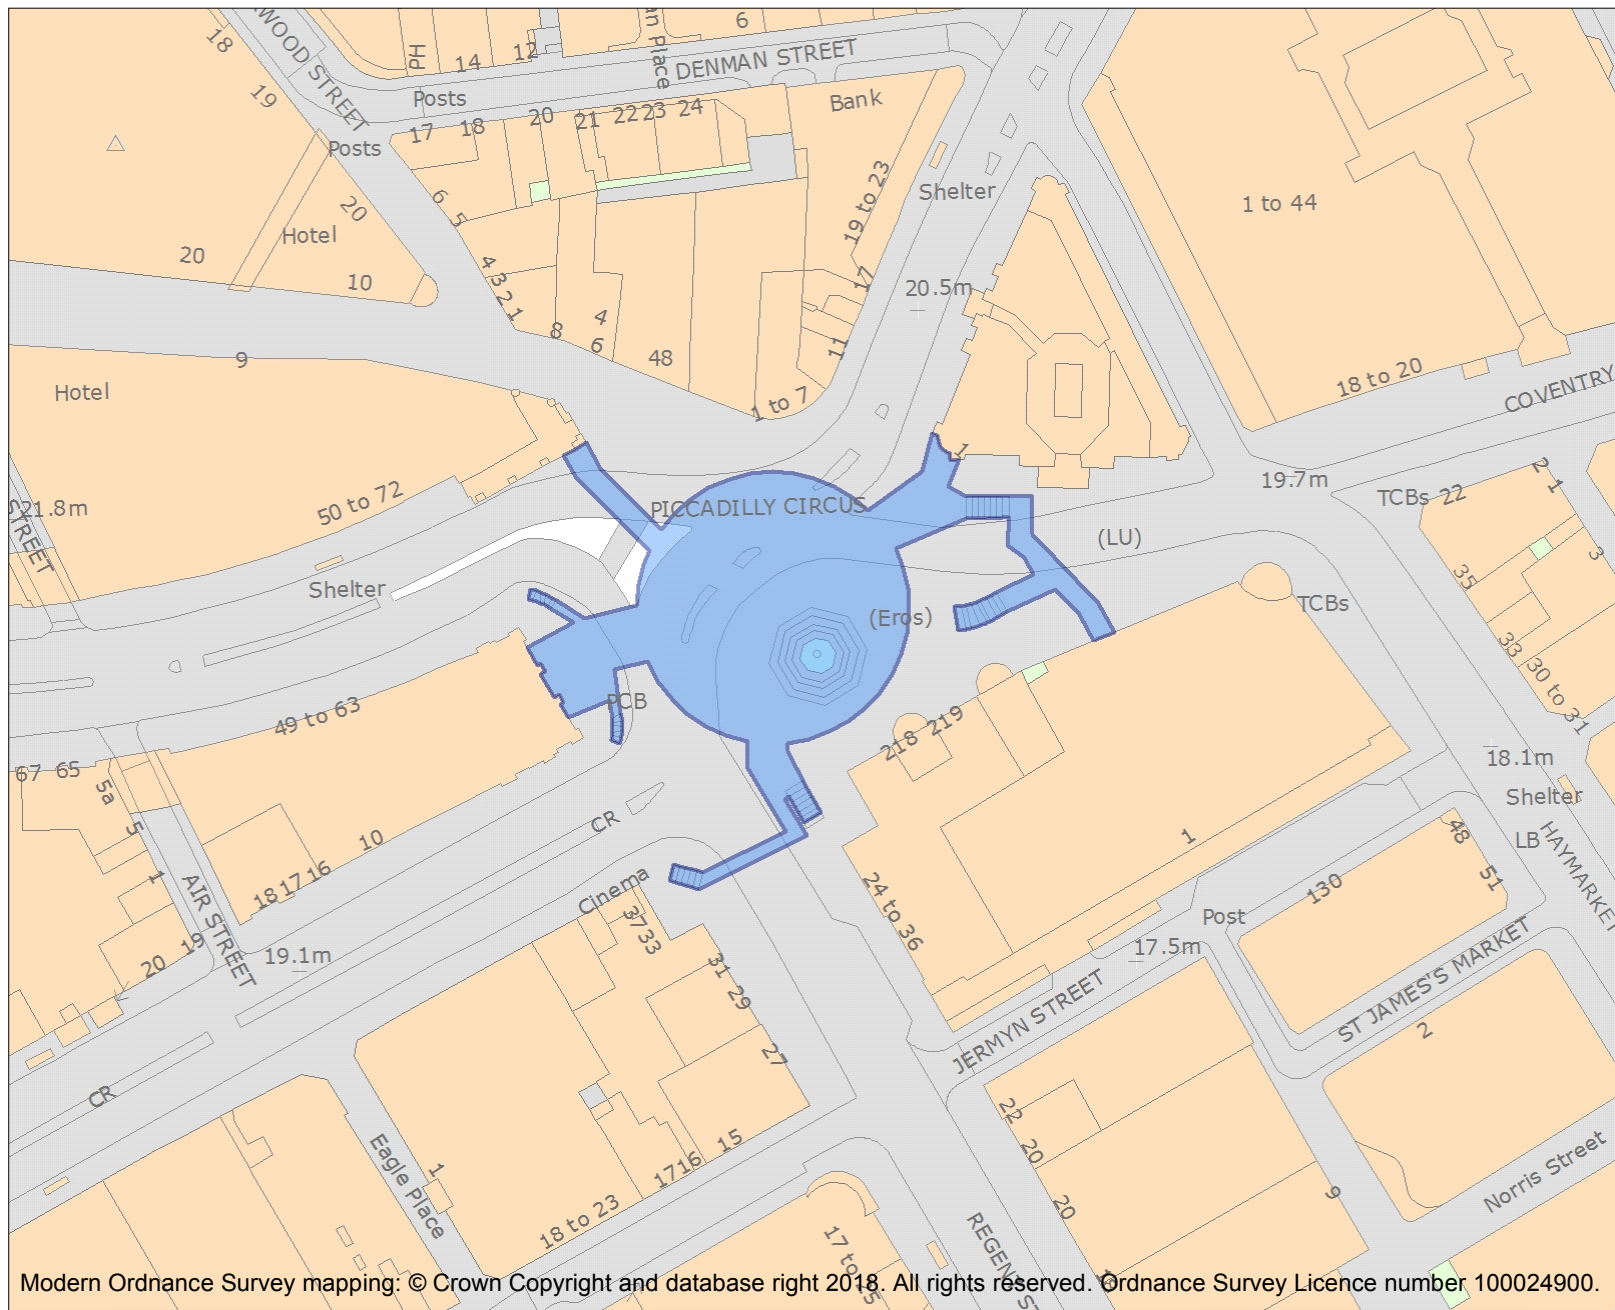 18
WOOD STREET
PH
14
12
an Place
6
DENMAN STREET
19
Posts
17
18
20
21
22
23
24
Bank
Posts
20
Hotel
20
10
6
5
4
3
2
1
8
4
6
48
1 to 7
19 to 23
17
11
Shelter
20.5m
1 to 44
18 to 20
COVENTRY
9
Hotel
50 to 72
21.8m
STREET
Shelter
PICCADILLY CIRCUS
1
(LU)
(Eros)
19.7m
TCBs
22
2
1
3
35
TCBs
33
30 to 31
PCB
49 to 63
67
65
5a
5
1
10
18
17
16
AIR STREET
20
19
19.1m
CR
CR
Cinema
37
33
31
29
27
218
219
24 to 36
1
18.1m
Shelter
LB
HAYMARKET
48
51
130
Post
17.5m
JERMYN STREET
ST JAMES'S MARKET
2
22
20
20
18
9
Norris Street
REGENT ST
17 to 25
15
16
17
18 to 23
1
Eagle Place
Modern Ordnance Survey mapping: © Crown Copyright and database right 2018. All rights reserved. Ordnance Survey Licence number 100024900.